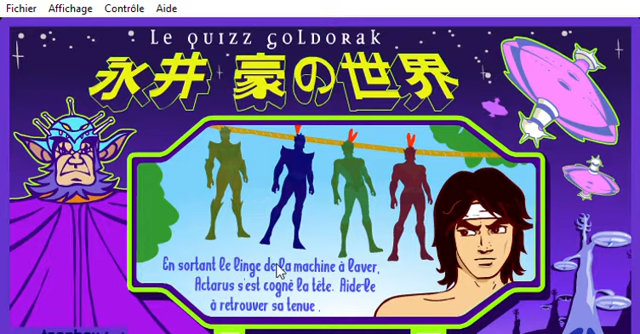 Fichier Affichage Contrôle Aide
Le quizz goldorak
永井 豪の世界
En sortant le linge de la machine à laver,
Actarus s'est cogné la tête. Aide-le
à retrouver sa tenue .